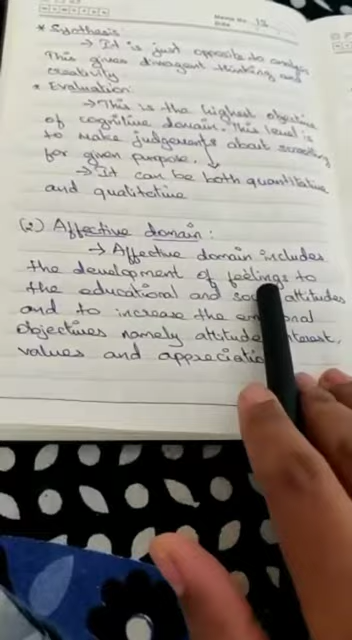 * Synthesis
→ It is just opposite to analysis
This gives divergent thinking and
creativity
* Evaluation:
→ This is the highest objective
of cognitive domain. This level is
to make judgements about something
for given purpose.
→ It can be both quantitative
and qualitative
(2) Affective domain:
→ Affective domain includes
the development of feelings to
the educational and attitudes
and to increase the
objectives namely attitude
values and